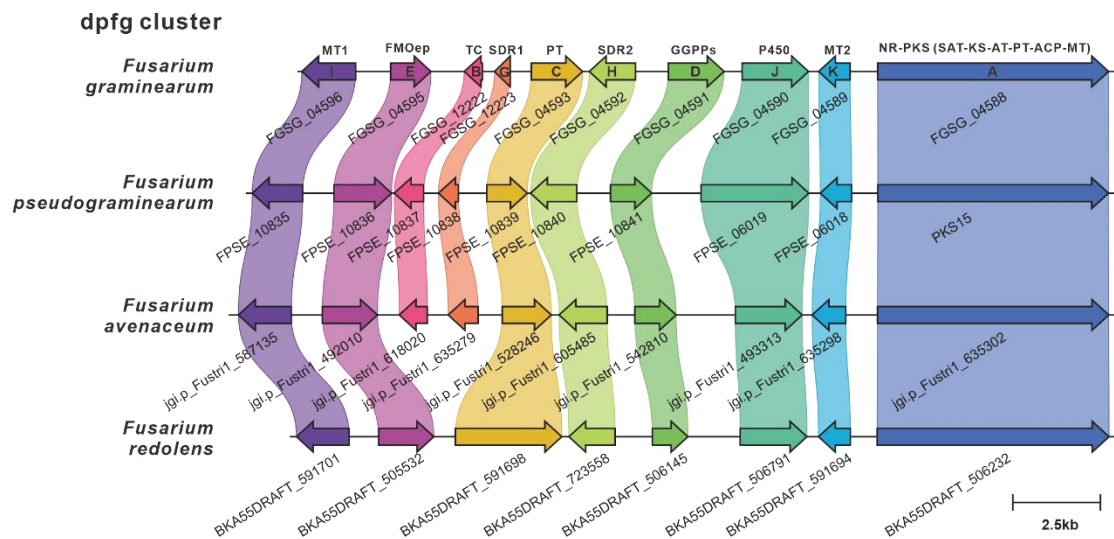 dpfg cluster
MT1 FMOep TC SDR1 PT SDR2 GGPPs P450 MT2 NR-PKS (SAT-KS-AT-PT-ACP-MT)
Fusarium
graminearum
I E B G C H D J K A
FGSG_04596 FGSG_04595 FGSG_12222 FGSG_12223 FGSG_04593 FGSG_04592 FGSG_04591 FGSG_04590 FGSG_04589 FGSG_04588
Fusarium
pseudograminearum
FPSE_10835 FPSE_10836 FPSE_10837 FPSE_10838 FPSE_10839 FPSE_10840 FPSE_10841 FPSE_06019 FPSE_06018 PKS15
Fusarium
avenaceum
jgi.p_Fustri1_587135 jgi.p_Fustri1_492010 jgi.p_Fustri1_618020 jgi.p_Fustri1_635279 jgi.p_Fustri1_528246 jgi.p_Fustri1_605485 jgi.p_Fustri1_542810 jgi.p_Fustri1_493313 jgi.p_Fustri1_635298 jgi.p_Fustri1_635302
Fusarium
redolens
BKA55DRAFT_591701 BKA55DRAFT_505532 BKA55DRAFT_591698 BKA55DRAFT_723558 BKA55DRAFT_506145 BKA55DRAFT_506791 BKA55DRAFT_591694 BKA55DRAFT_506232
2.5kb